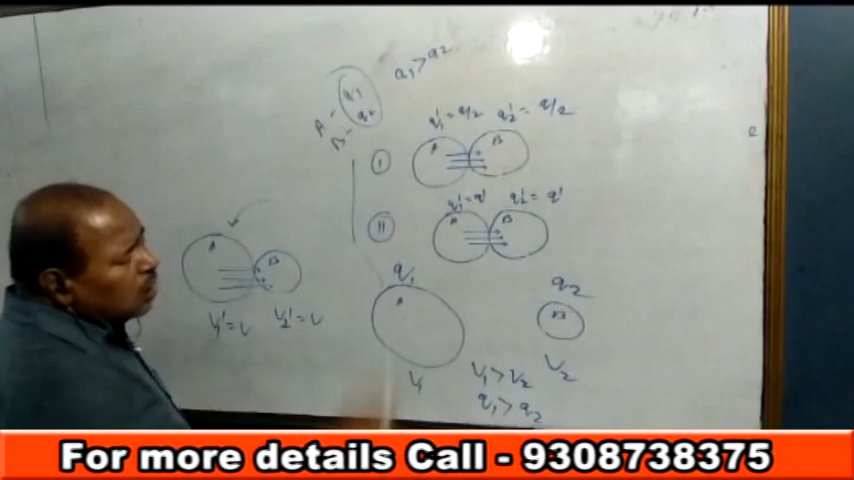 q1 > q2
A - q1
B - q2
q1' = q/2 q2' = q/2
I A B
q1' = q' q2' = q'
II A B
A B
V1' = V V2' = V
q1 q2
A B
V1 V2
V1 > V2
q1 > q2
For more details Call - 9308738375